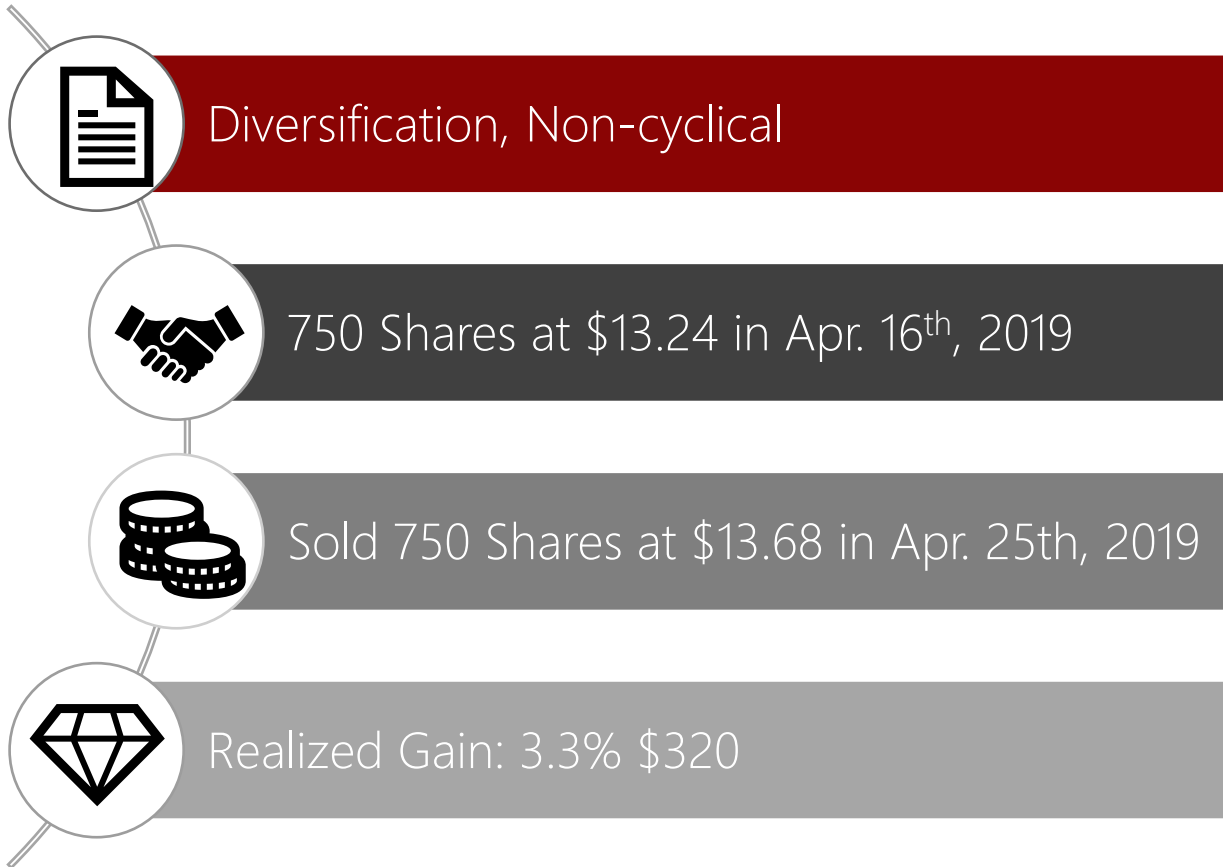 Diversification, Non-cyclical
750 Shares at $13.24 in Apr. 16th, 2019
Sold 750 Shares at $13.68 in Apr. 25th, 2019
Realized Gain: 3.3% $320